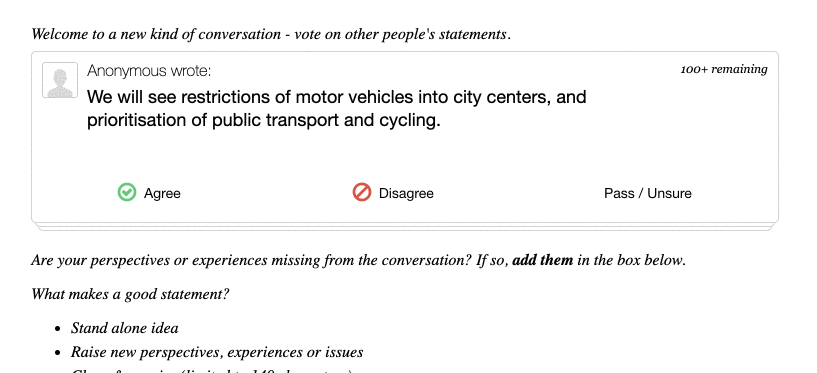 Welcome to a new kind of conversation - vote on other people's statements.
Anonymous wrote:
100+ remaining
We will see restrictions of motor vehicles into city centers, and
prioritisation of public transport and cycling.
Agree
Disagree
Pass / Unsure
Are your perspectives or experiences missing from the conversation? If so, add them in the box below.
What makes a good statement?
• Stand alone idea
• Raise new perspectives, experiences or issues